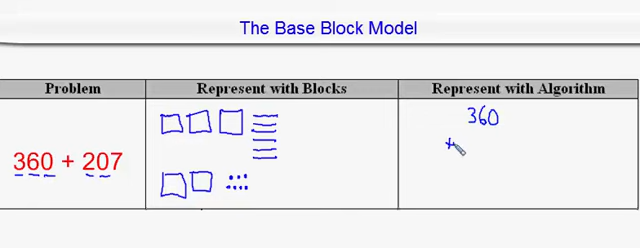 The Base Block Model
Problem
Represent with Blocks
Represent with Algorithm
360 + 207
360
+